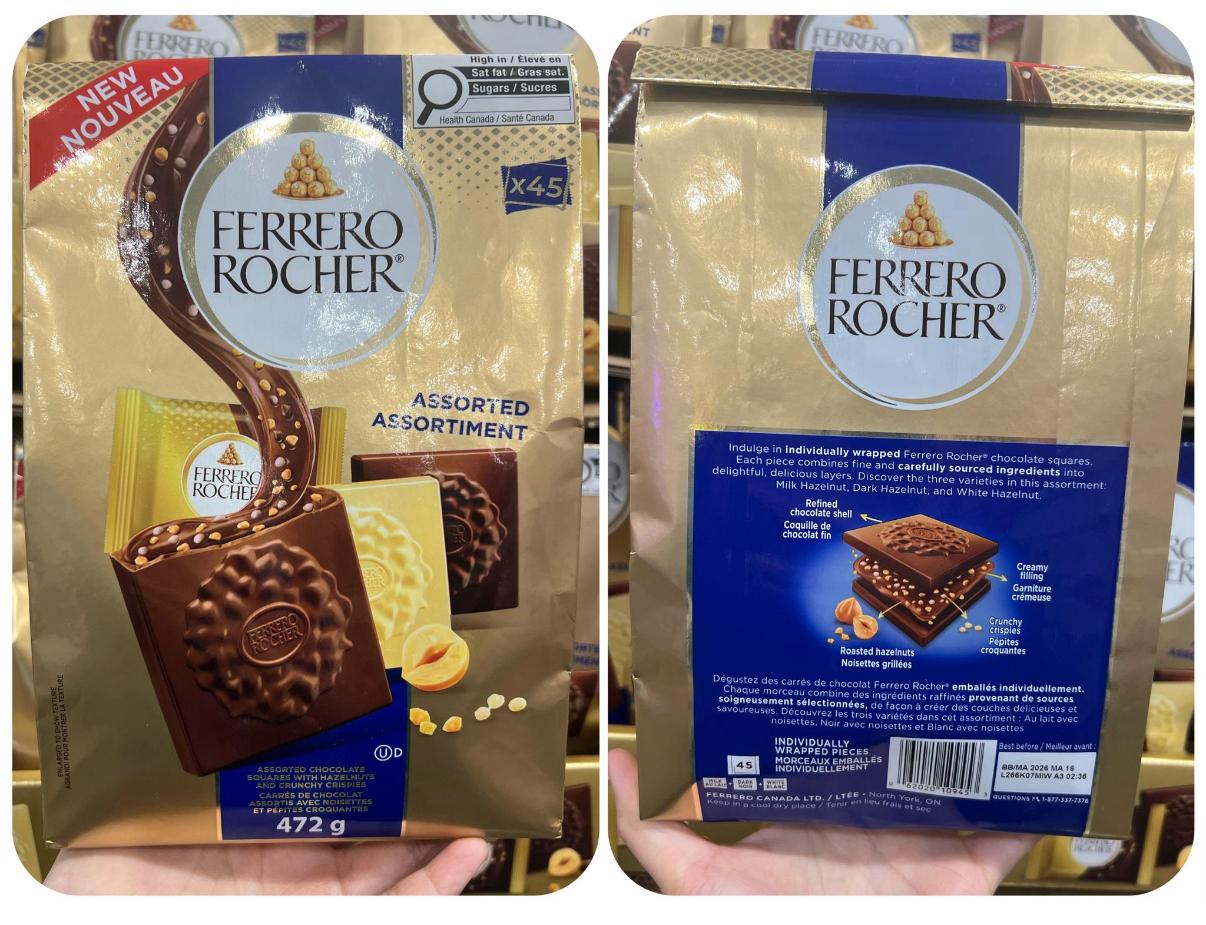 NEW
NOUVEAU
High in / Élevé en
Sat fat / Gras sat.
Sugars / Sucres
Health Canada / Santé Canada
x45
FERRERO
ROCHER®
ASSORTED
ASSORTIMENT
FERRERO
ROCHER
FERRERO
ROCHER
ENLARGED TO SHOW TEXTURE
AGRANDI POUR MONTRER LA TEXTURE
U D
ASSORTED CHOCOLATE
SQUARES WITH HAZELNUTS
AND CRUNCHY CRISPIES
CARRÉS DE CHOCOLAT
ASSORTIS AVEC NOISETTES
ET PÉPITES CROQUANTES
472 g
FERRERO
ROCHER®
Indulge in individually wrapped Ferrero Rocher® chocolate squares.
Each piece combines fine and carefully sourced ingredients into
delightful, delicious layers. Discover the three varieties in this assortment:
Milk Hazelnut, Dark Hazelnut, and White Hazelnut.
Refined
chocolate shell
Coquille de
chocolat fin
Creamy
filling
Garniture
crémeuse
Crunchy
crispies
Pépites
croquantes
Roasted hazelnuts
Noisettes grillées
Dégustez des carrés de chocolat Ferrero Rocher® emballés individuellement.
Chaque morceau combine des ingrédients raffinés provenant de sources
soigneusement sélectionnées, de façon à créer des couches délicieuses et
savoureuses. Découvrez les trois variétés dans cet assortiment : Au lait avec
noisettes, Noir avec noisettes et Blanc avec noisettes
45
INDIVIDUALLY
WRAPPED PIECES
MORCEAUX EMBALLÉS
INDIVIDUELLEMENT
MILK
AU LAIT
DARK
NOIR
WHITE
BLANC
62020 10945
Best before / Meilleur avant :
BB/MA 2026 MA 16
L266K07MIW A3 02:36
QUESTIONS ? 1-877-337-7376
FERRERO CANADA LTD. / LTÉE • North York, ON
Keep in a cool dry place / Tenir en lieu frais et sec